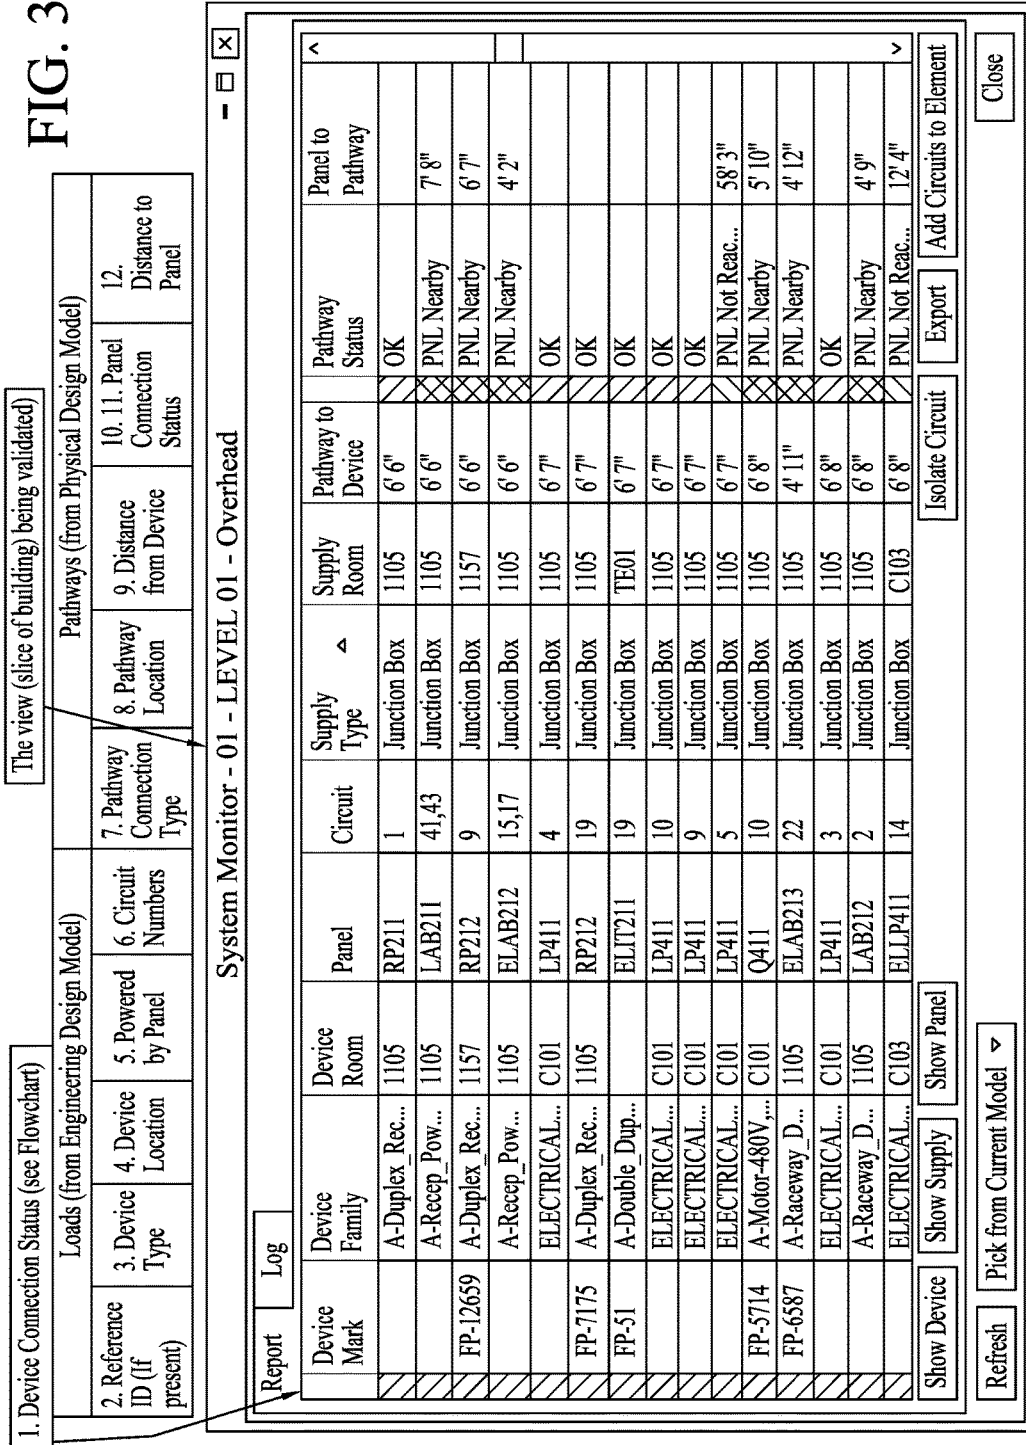 FIG. 3
The view (slice of building) being validated)
1. Device Connection Status (see Flowchart)
Loads (from Engineering Design Model) Pathways (from Physical Design Model)
2. Reference ID (If present) 3. Device Type 4. Device Location 5. Powered by Panel 6. Circuit Numbers 7. Pathway Connection Type 8. Pathway Location 9. Distance from Device 10. 11. Panel Connection Status 12. Distance to Panel
System Monitor - 01 - LEVEL 01 - Overhead
Report Log
Device Mark Device Family Device Room Panel Circuit Supply Type Supply Room Pathway to Device Pathway Status Panel to Pathway
A-Duplex_Rec... 1105 RP211 1 Junction Box 1105 6' 6" OK
A-Recep_Pow... 1105 LAB211 41,43 Junction Box 1105 6' 6" PNL Nearby 7' 8"
FP-12659 A-Duplex_Rec... 1157 RP212 9 Junction Box 1157 6' 6" PNL Nearby 6' 7"
A-Recep_Pow... 1105 ELAB212 15,17 Junction Box 1105 6' 6" PNL Nearby 4' 2"
ELECTRICAL... C101 LP411 4 Junction Box 1105 6' 7" OK
FP-7175 A-Duplex_Rec... 1105 RP212 19 Junction Box 1105 6' 7" OK
FP-51 A-Double_Dup... ELIT211 19 Junction Box TE01 6' 7" OK
ELECTRICAL... C101 LP411 10 Junction Box 1105 6' 7" OK
ELECTRICAL... C101 LP411 9 Junction Box 1105 6' 7" OK
ELECTRICAL... C101 LP411 5 Junction Box 1105 6' 7" PNL Not Reac... 58' 3"
FP-5714 A-Motor-480V,... C101 Q411 10 Junction Box 1105 6' 8" PNL Nearby 5' 10"
FP-6587 A-Raceway_D... 1105 ELAB213 22 Junction Box 1105 4' 11" PNL Nearby 4' 12"
ELECTRICAL... C101 LP411 3 Junction Box 1105 6' 8" OK
A-Raceway_D... 1105 LAB212 2 Junction Box 1105 6' 8" PNL Nearby 4' 9"
ELECTRICAL... C103 ELLP411 14 Junction Box C103 6' 8" PNL Not Reac... 12' 4"
Show Device Show Supply Show Panel Isolate Circuit Export Add Circuits to Element
Refresh Pick from Current Model Close